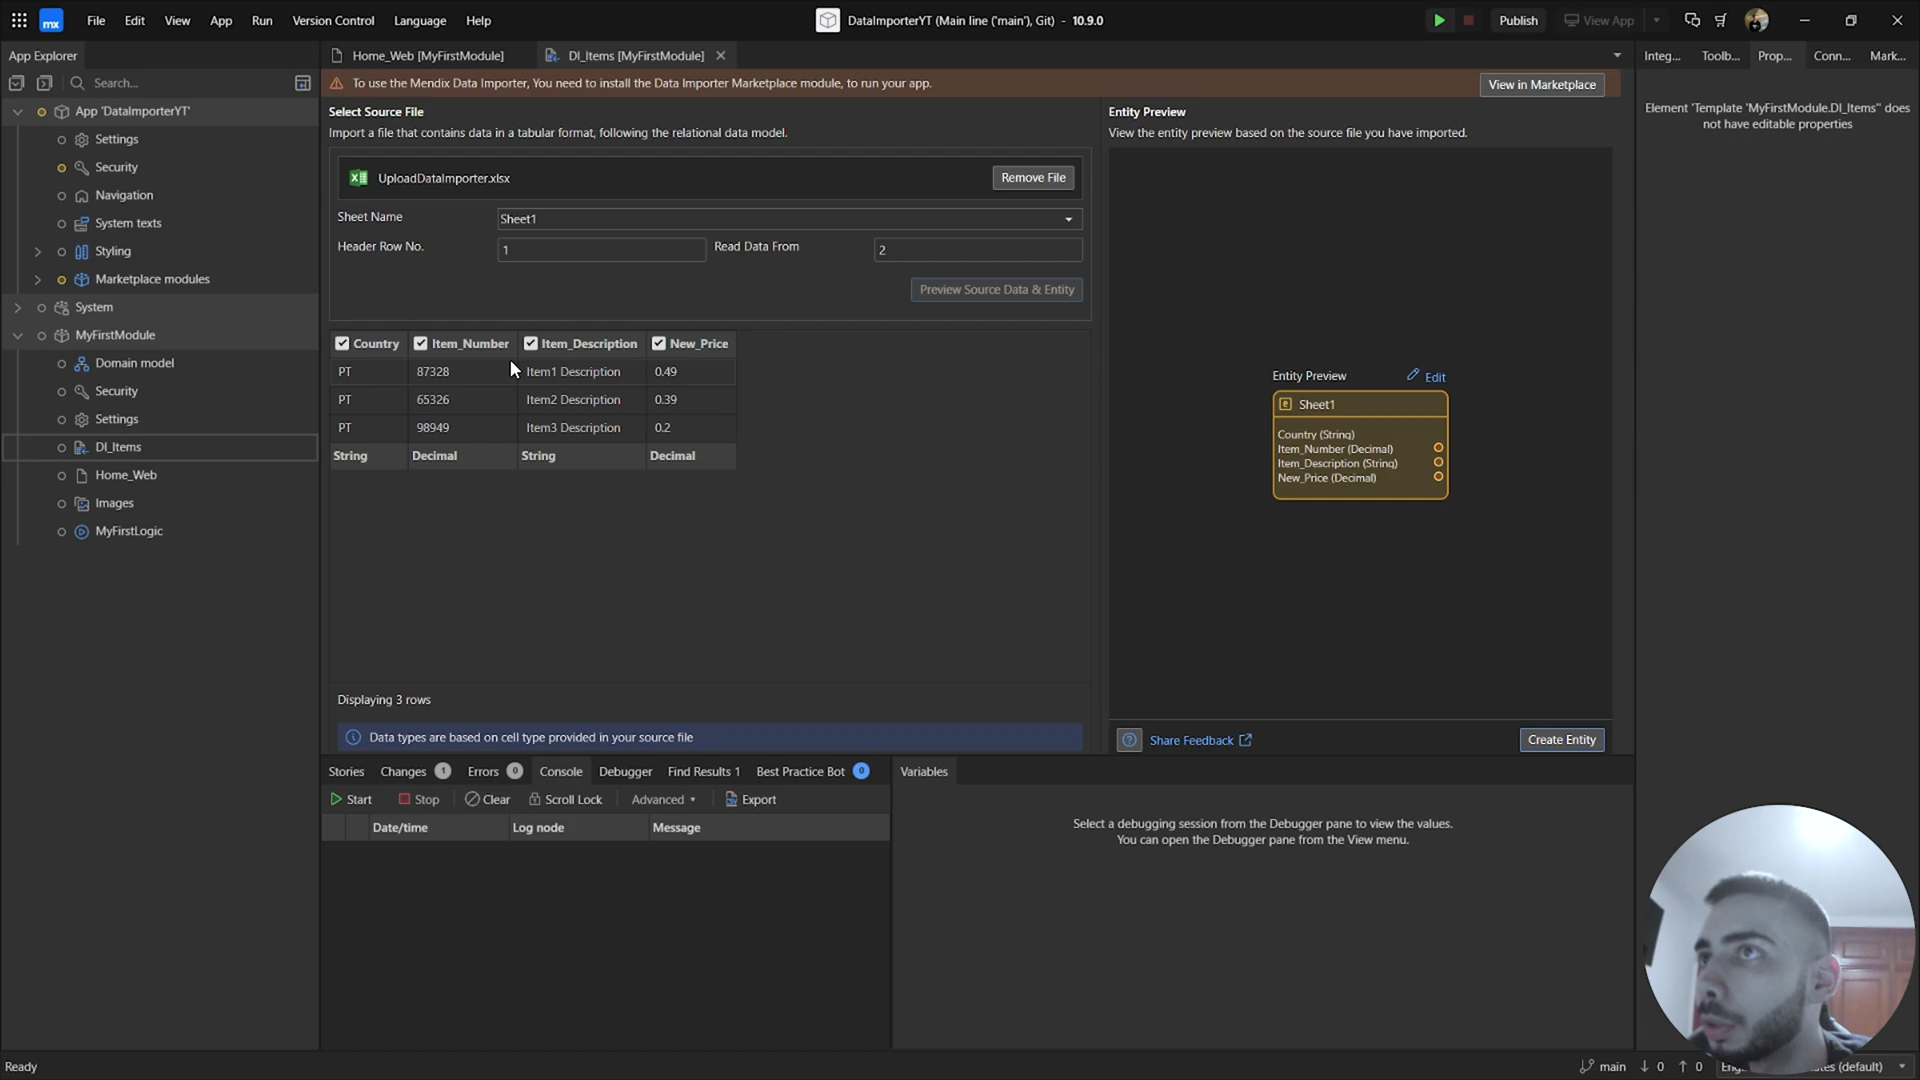 mx File Edit View App Run Version Control Language Help DataImporterYT (Main line ('main'), Git) - 10.9.0 Publish View App
App Explorer
Home_Web [MyFirstModule] DI_Items [MyFirstModule]
Integ... Toolb... Prop... Conn... Mark...
Search...
To use the Mendix Data Importer, You need to install the Data Importer Marketplace module, to run your app. View in Marketplace
App 'DataImporterYT'
Settings
Security
Navigation
System texts
Styling
Marketplace modules
System
MyFirstModule
Domain model
Security
Settings
DI_Items
Home_Web
Images
MyFirstLogic
Select Source File
Import a file that contains data in a tabular format, following the relational data model.
UploadDataImporter.xlsx Remove File
Sheet Name Sheet1
Header Row No. 1 Read Data From 2
Preview Source Data & Entity
Country Item_Number Item_Description New_Price
PT 87328 Item1 Description 0.49
PT 65326 Item2 Description 0.39
PT 98949 Item3 Description 0.2
String Decimal String Decimal
Displaying 3 rows
Data types are based on cell type provided in your source file
Entity Preview
View the entity preview based on the source file you have imported.
Entity Preview Edit
Sheet1
Country (String)
Item_Number (Decimal)
Item_Description (String)
New_Price (Decimal)
Share Feedback Create Entity
Element 'Template 'MyFirstModule.DI_Items'' does
not have editable properties
Stories Changes 1 Errors 0 Console Debugger Find Results 1 Best Practice Bot 0
Start Stop Clear Scroll Lock Advanced Export
Date/time Log node Message
Variables
Select a debugging session from the Debugger pane to view the values.
You can open the Debugger pane from the View menu.
Ready
main 0 0 (default)